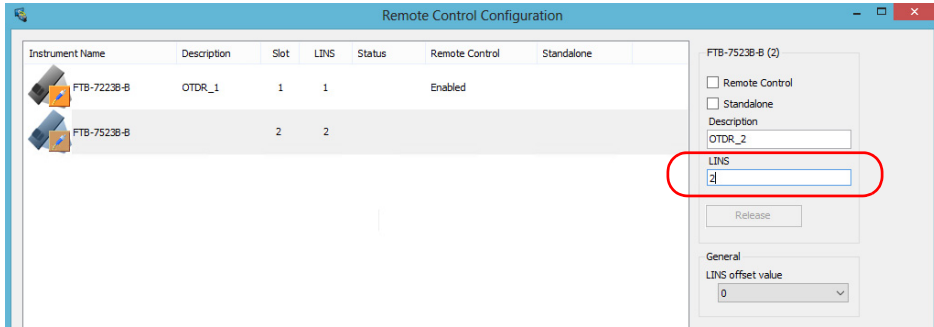 Remote Control Configuration
Instrument Name Description Slot LINS Status Remote Control Standalone
FTB-7223B-B OTDR_1 1 1 Enabled
FTB-7523B-B 2 2
FTB-7523B-B (2)
Remote Control
Standalone
Description
OTDR_2
LINS
2
Release
General
LINS offset value
0